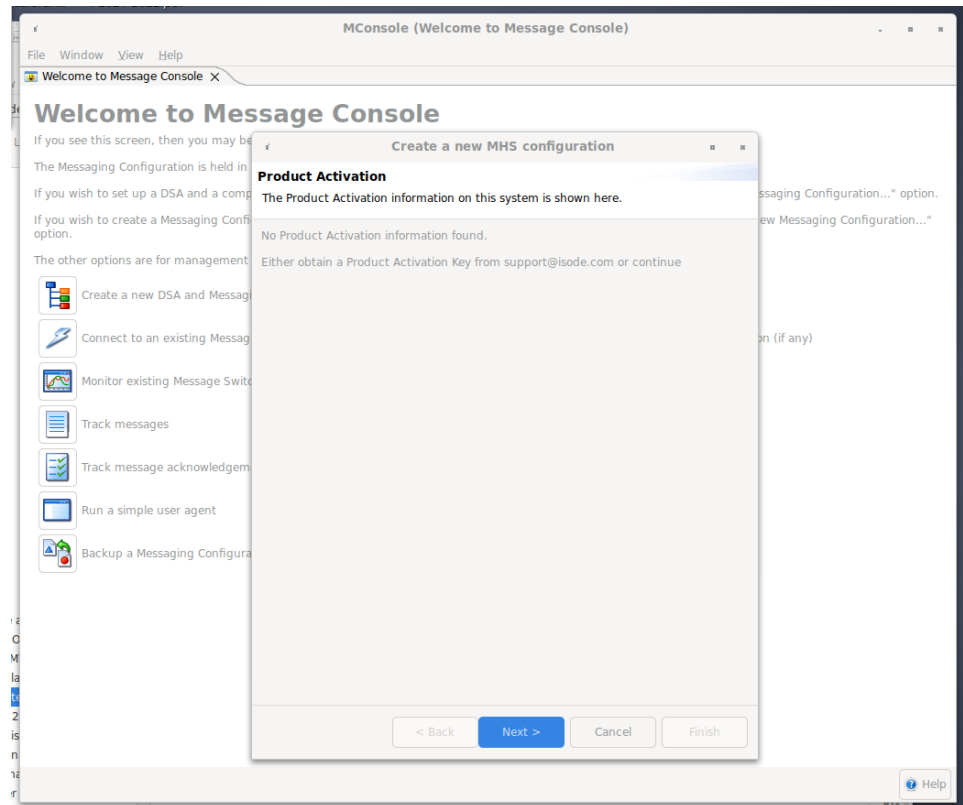 MConsole (Welcome to Message Console)
File Window View Help
Welcome to Message Console
Welcome to Message Console
If you see this screen, then you may be
The Messaging Configuration is held in
If you wish to set up a DSA and a comp
ssaging Configuration..." option.
If you wish to create a Messaging Confi
ew Messaging Configuration..."
option.
The other options are for management
Create a new DSA and Messagi
Connect to an existing Messag
on (if any)
Monitor existing Message Switc
Track messages
Track message acknowledgem
Run a simple user agent
Backup a Messaging Configura
Create a new MHS configuration
Product Activation
The Product Activation information on this system is shown here.
No Product Activation information found.
Either obtain a Product Activation Key from support@isode.com or continue
< Back Next > Cancel Finish
Help